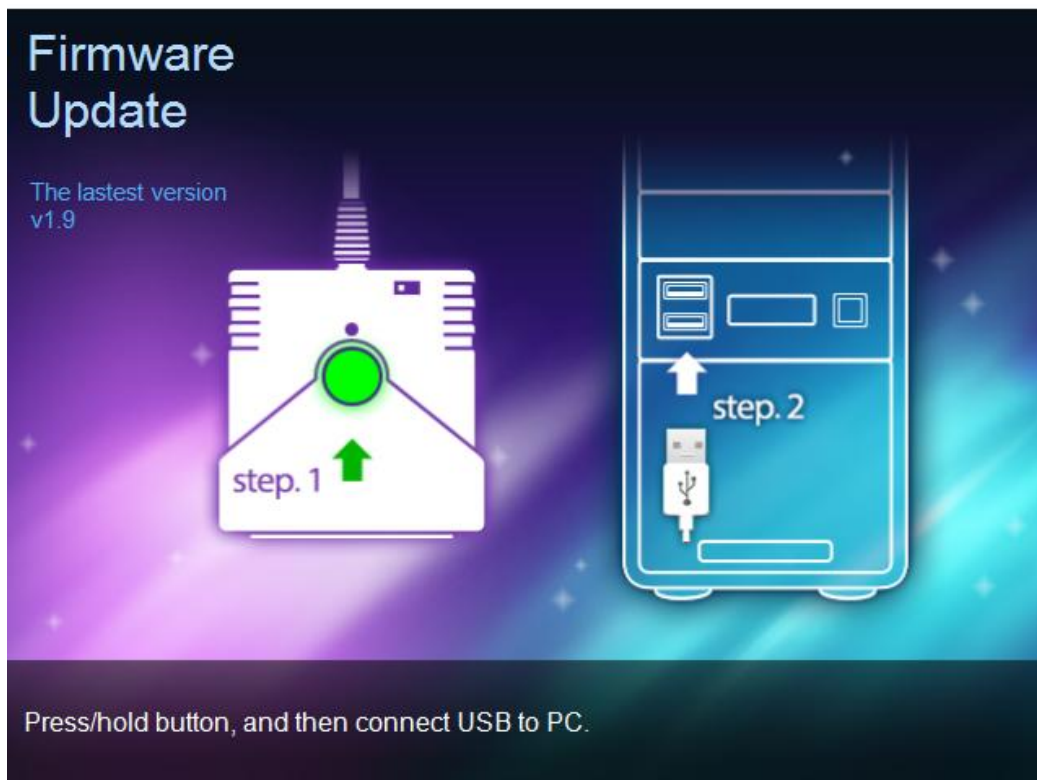 Firmware
Update
The lastest version
v1.9
step. 1
step. 2
Press/hold button, and then connect USB to PC.